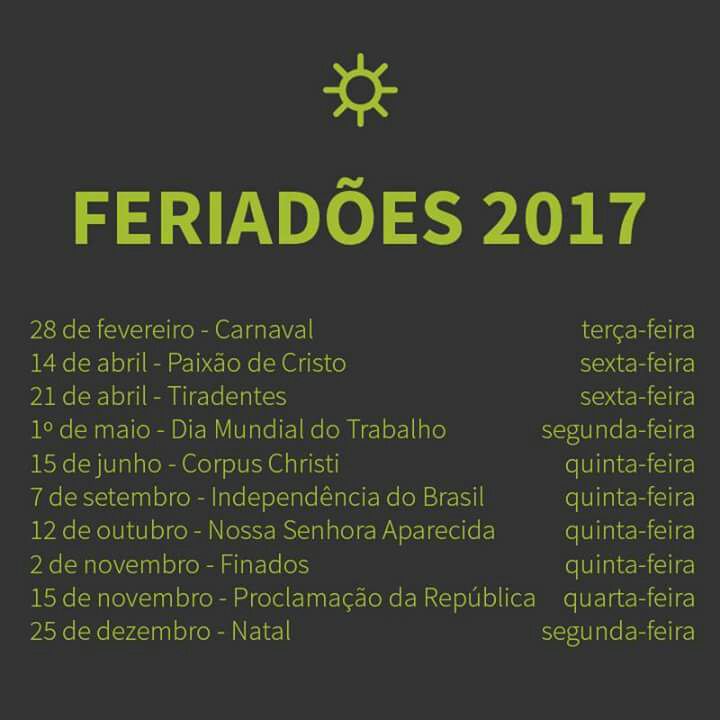 FERIADÕES 2017
28 de fevereiro - Carnaval terça-feira
14 de abril - Paixão de Cristo sexta-feira
21 de abril - Tiradentes sexta-feira
1º de maio - Dia Mundial do Trabalho segunda-feira
15 de junho - Corpus Christi quinta-feira
7 de setembro - Independência do Brasil quinta-feira
12 de outubro - Nossa Senhora Aparecida quinta-feira
2 de novembro - Finados quinta-feira
15 de novembro - Proclamação da República quarta-feira
25 de dezembro - Natal segunda-feira